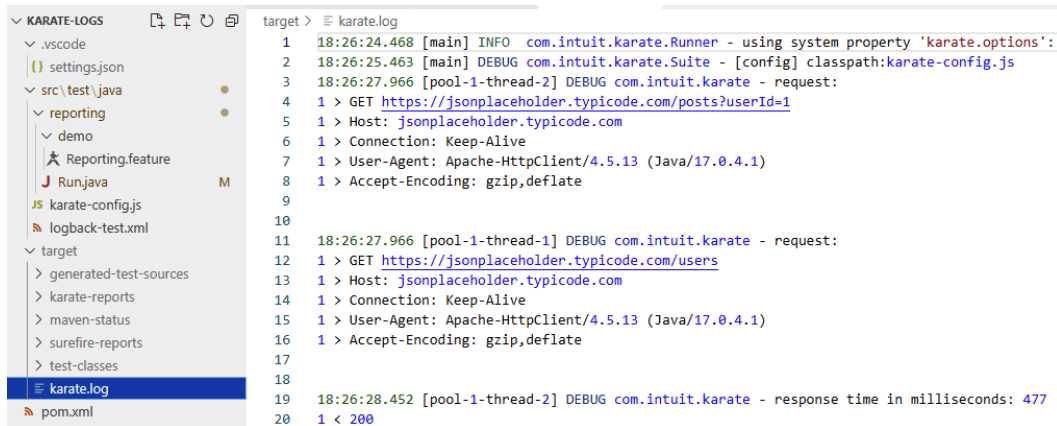 KARATE-LOGS
.vscode
{} settings.json
src\test\java
reporting
demo
Reporting.feature
J Run.java M
JS karate-config.js
logback-test.xml
target
generated-test-sources
karate-reports
maven-status
surefire-reports
test-classes
karate.log
pom.xml
target > karate.log
1 18:26:24.468 [main] INFO  com.intuit.karate.Runner - using system property 'karate.options':
2 18:26:25.463 [main] DEBUG com.intuit.karate.Suite - [config] classpath:karate-config.js
3 18:26:27.966 [pool-1-thread-2] DEBUG com.intuit.karate - request:
4 1 > GET https://jsonplaceholder.typicode.com/posts?userId=1
5 1 > Host: jsonplaceholder.typicode.com
6 1 > Connection: Keep-Alive
7 1 > User-Agent: Apache-HttpClient/4.5.13 (Java/17.0.4.1)
8 1 > Accept-Encoding: gzip,deflate
9
10
11 18:26:27.966 [pool-1-thread-1] DEBUG com.intuit.karate - request:
12 1 > GET https://jsonplaceholder.typicode.com/users
13 1 > Host: jsonplaceholder.typicode.com
14 1 > Connection: Keep-Alive
15 1 > User-Agent: Apache-HttpClient/4.5.13 (Java/17.0.4.1)
16 1 > Accept-Encoding: gzip,deflate
17
18
19 18:26:28.452 [pool-1-thread-2] DEBUG com.intuit.karate - response time in milliseconds: 477
20 1 < 200